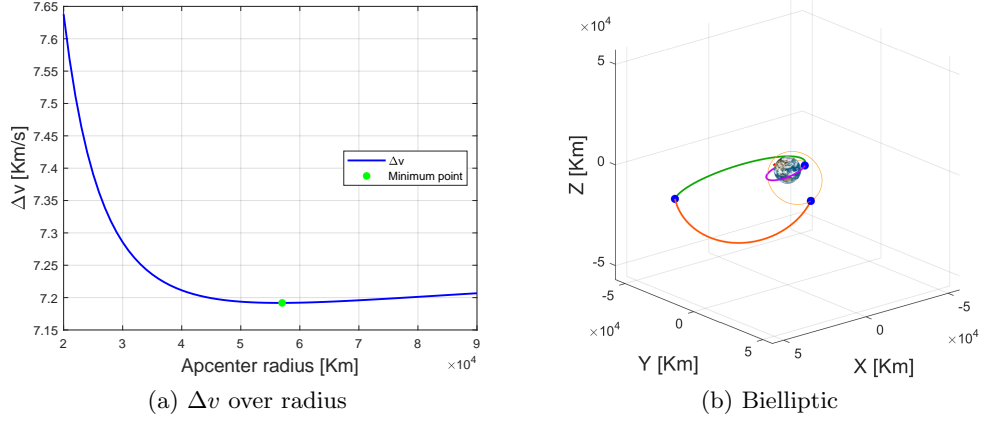 7.65
7.6
7.55
7.5
7.45
7.4
7.35
7.3
7.25
7.2
7.15
Δv [Km/s]
2 3 4 5 6 7 8 9
×10⁴
Apcenter radius [Km]
Δv
Minimum point
(a) Δv over radius
×10⁴
5
0
-5
Z [Km]
-5
0
5
×10⁴
Y [Km]
5
0
-5
×10⁴
X [Km]
(b) Bielliptic